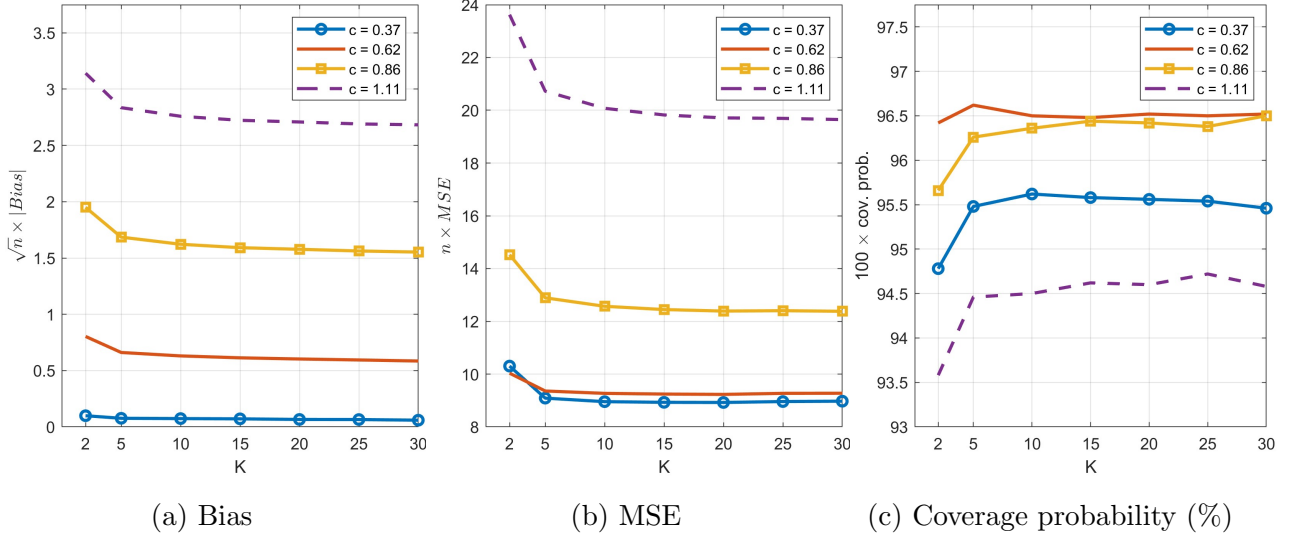 3.5
3
2.5
2
1.5
1
0.5
0
√n × |Bias|
2 5 10 15 20 25 30
K
c = 0.37
c = 0.62
c = 0.86
c = 1.11
(a) Bias
24
22
20
18
16
14
12
10
8
n × MSE
2 5 10 15 20 25 30
K
c = 0.37
c = 0.62
c = 0.86
c = 1.11
(b) MSE
97.5
97
96.5
96
95.5
95
94.5
94
93.5
93
100 × cov. prob.
2 5 10 15 20 25 30
K
c = 0.37
c = 0.62
c = 0.86
c = 1.11
(c) Coverage probability (%)